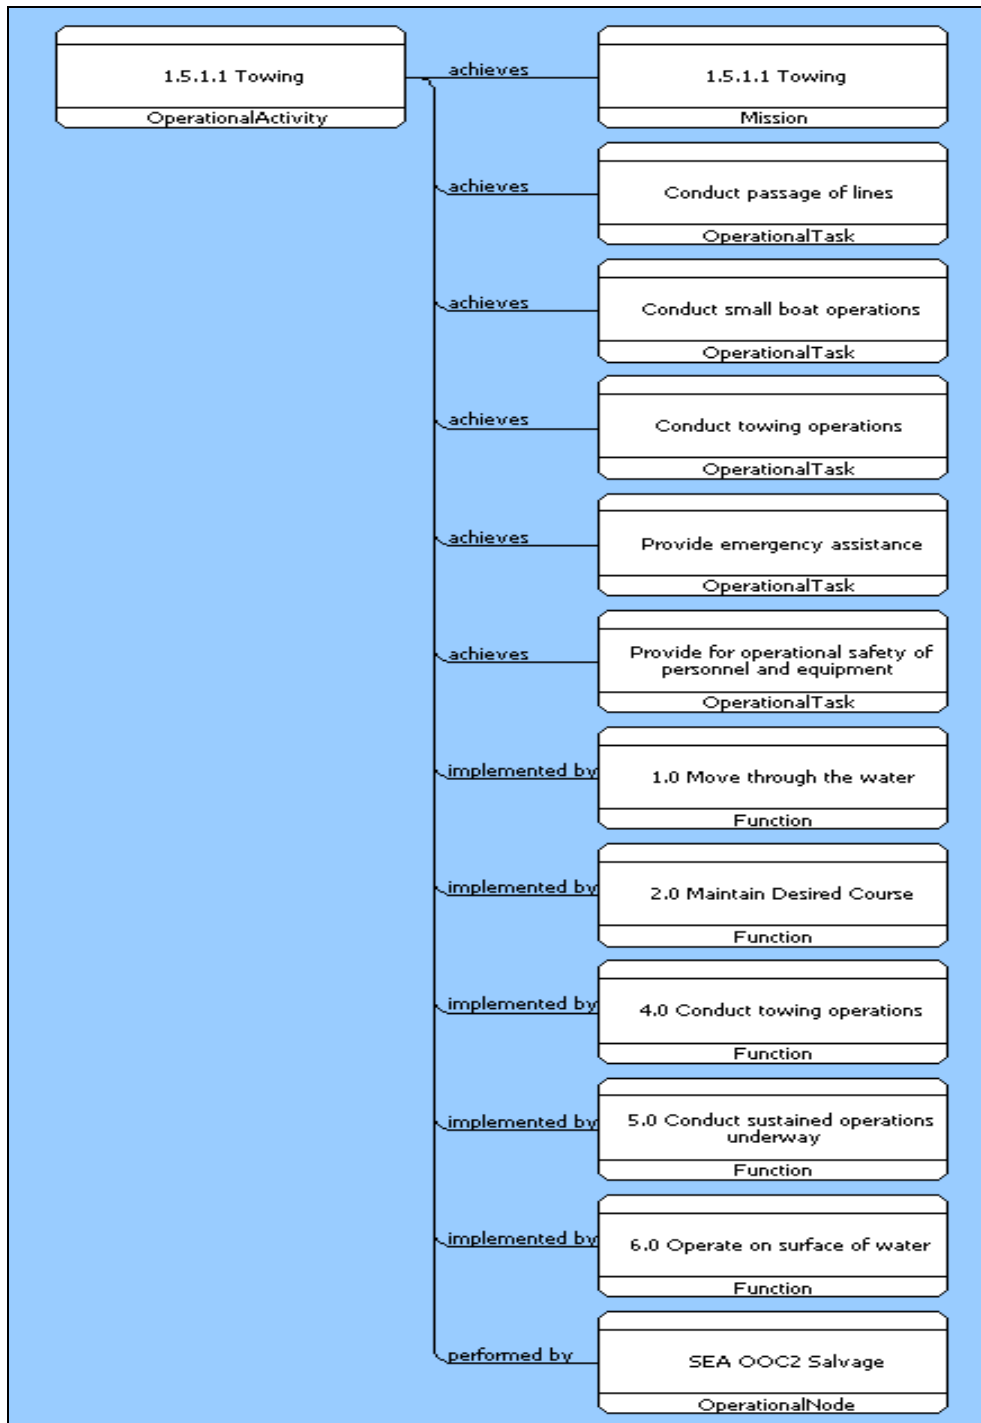 1.5.1.1 Towing
OperationalActivity
achieves
1.5.1.1 Towing
Mission
achieves
Conduct passage of lines
OperationalTask
achieves
Conduct small boat operations
OperationalTask
achieves
Conduct towing operations
OperationalTask
achieves
Provide emergency assistance
OperationalTask
achieves
Provide for operational safety of
personnel and equipment
OperationalTask
implemented by
1.0 Move through the water
Function
implemented by
2.0 Maintain Desired Course
Function
implemented by
4.0 Conduct towing operations
Function
implemented by
5.0 Conduct sustained operations
underway
Function
implemented by
6.0 Operate on surface of water
Function
performed by
SEA OOC2 Salvage
OperationalNode